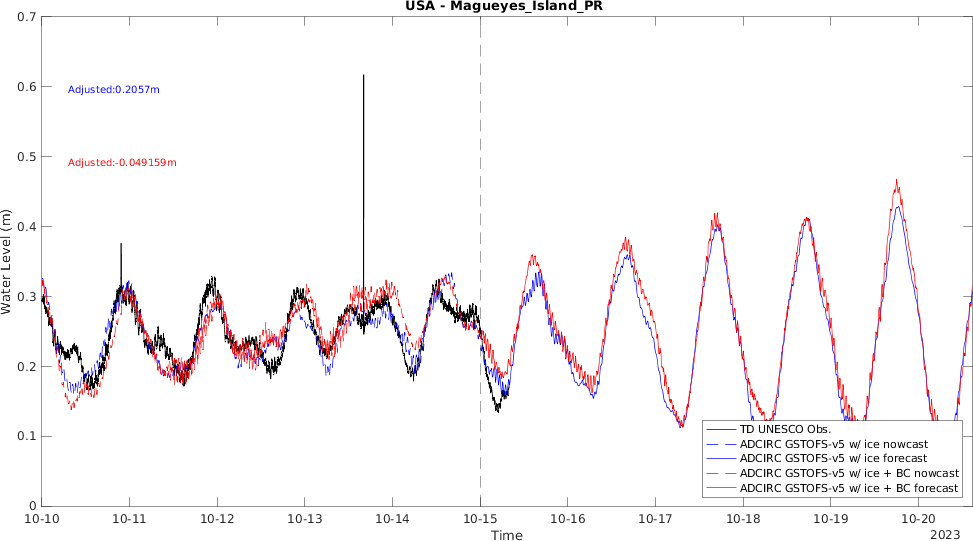 USA - Magueyes_Island_PR
0.7
0.6
0.5
0.4
0.3
0.2
0.1
0
Water Level (m)
Adjusted:0.2057m
Adjusted:-0.049159m
TD UNESCO Obs.
ADCIRC GSTOFS-v5 w/ ice nowcast
ADCIRC GSTOFS-v5 w/ ice forecast
ADCIRC GSTOFS-v5 w/ ice + BC nowcast
ADCIRC GSTOFS-v5 w/ ice + BC forecast
10-10 10-11 10-12 10-13 10-14 10-15 10-16 10-17 10-18 10-19 10-20
Time
2023